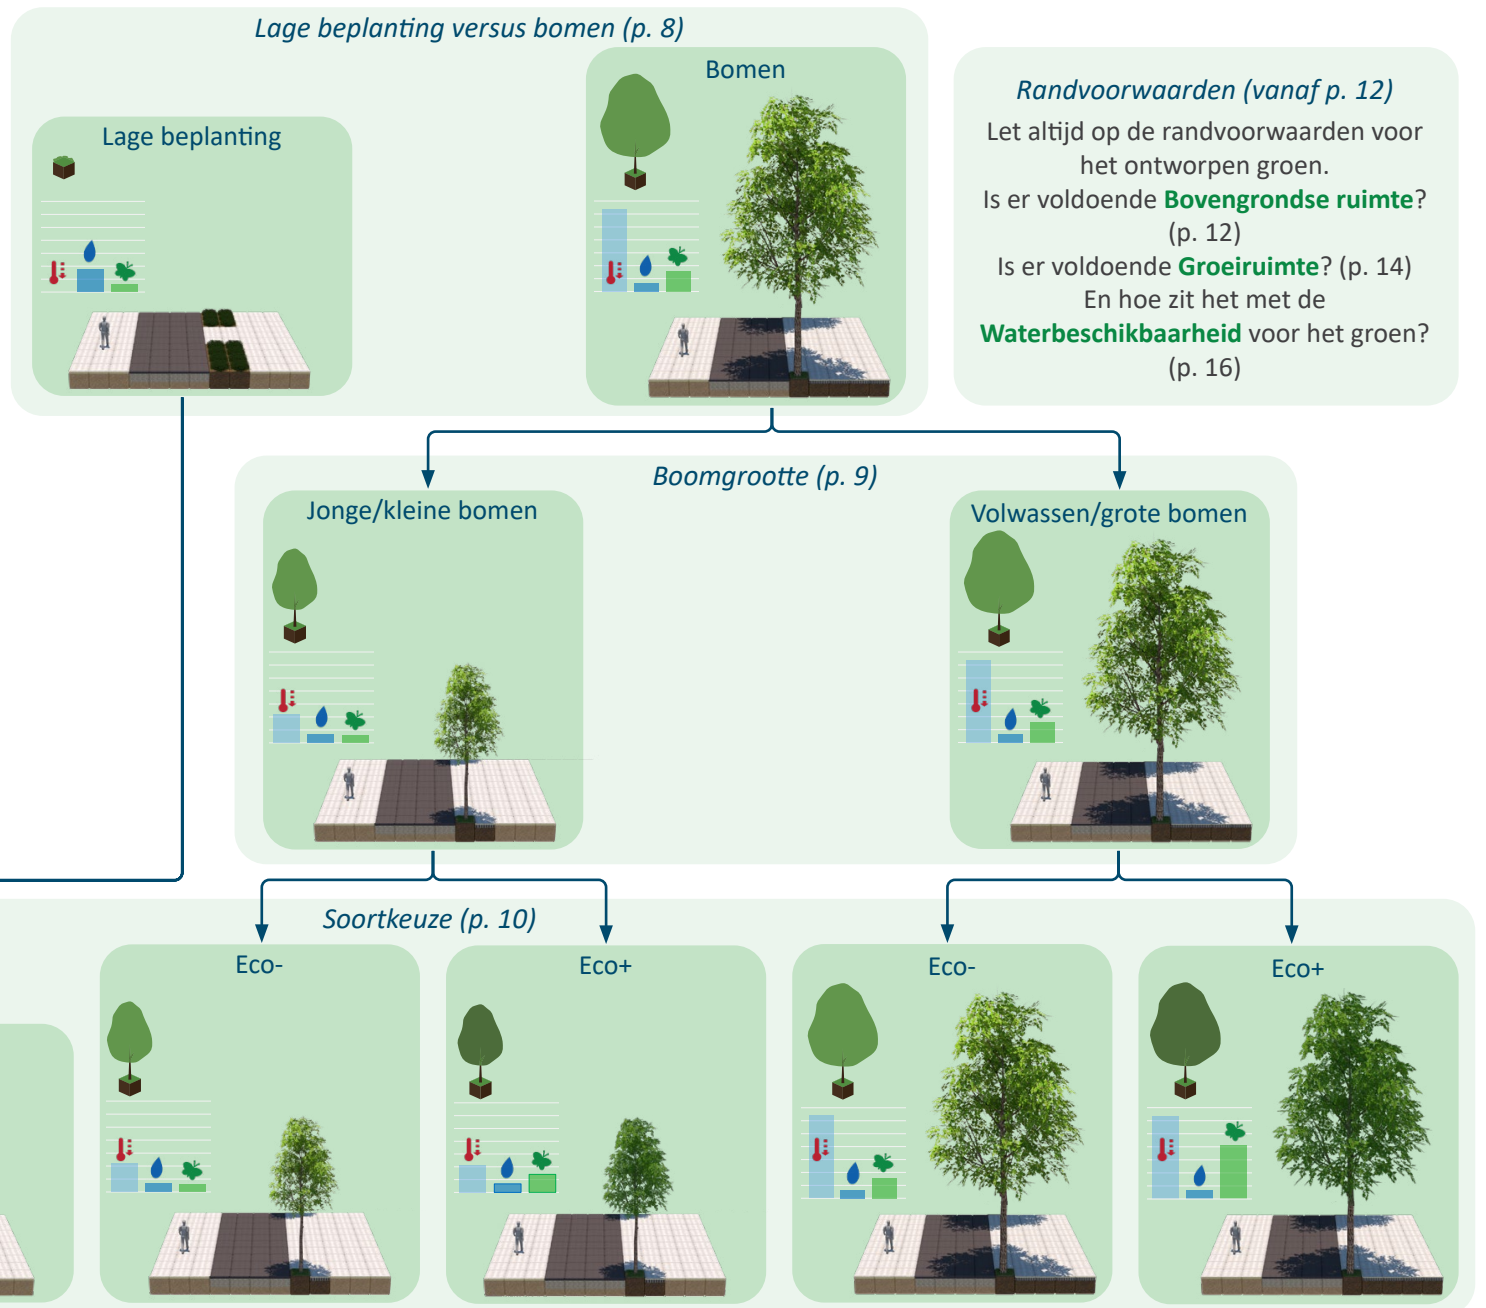 Lage beplanting versus bomen (p. 8)
Lage beplanting
Bomen
Randvoorwaarden (vanaf p. 12)
Let altijd op de randvoorwaarden voor
het ontworpen groen.
Is er voldoende Bovengrondse ruimte?
(p. 12)
Is er voldoende Groeiruimte? (p. 14)
En hoe zit het met de
Waterbeschikbaarheid voor het groen?
(p. 16)
Boomgrootte (p. 9)
Jonge/kleine bomen
Volwassen/grote bomen
Soortkeuze (p. 10)
Eco-
Eco+
Eco-
Eco+